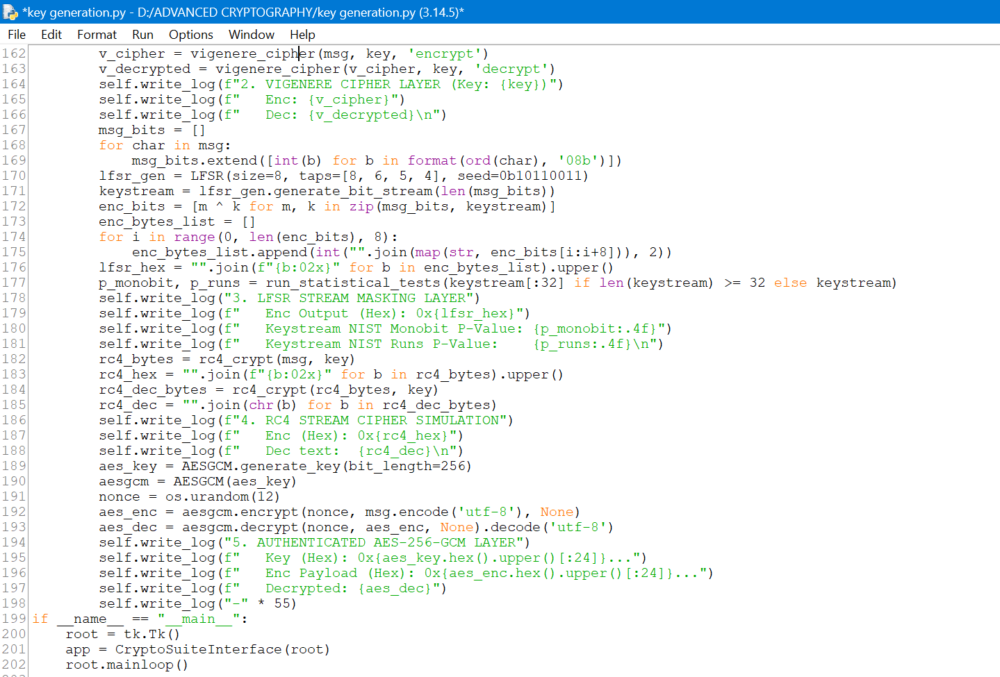 *key generation.py - D:/ADVANCED CRYPTOGRAPHY/key generation.py (3.14.5)*
File Edit Format Run Options Window Help
162         v_cipher = vigenere_cipher(msg, key, 'encrypt')
163         v_decrypted = vigenere_cipher(v_cipher, key, 'decrypt')
164         self.write_log(f"2. VIGENERE CIPHER LAYER (Key: {key})")
165         self.write_log(f"   Enc: {v_cipher}")
166         self.write_log(f"   Dec: {v_decrypted}\n")
167         msg_bits = []
168         for char in msg:
169             msg_bits.extend([int(b) for b in format(ord(char), '08b')])
170         lfsr_gen = LFSR(size=8, taps=[8, 6, 5, 4], seed=0b10110011)
171         keystream = lfsr_gen.generate_bit_stream(len(msg_bits))
172         enc_bits = [m ^ k for m, k in zip(msg_bits, keystream)]
173         enc_bytes_list = []
174         for i in range(0, len(enc_bits), 8):
175             enc_bytes_list.append(int("".join(map(str, enc_bits[i:i+8])), 2))
176         lfsr_hex = "".join(f"{b:02x}" for b in enc_bytes_list).upper()
177         p_monobit, p_runs = run_statistical_tests(keystream[:32] if len(keystream) >= 32 else keystream)
178         self.write_log("3. LFSR STREAM MASKING LAYER")
179         self.write_log(f"   Enc Output (Hex): 0x{lfsr_hex}")
180         self.write_log(f"   Keystream NIST Monobit P-Value: {p_monobit:.4f}")
181         self.write_log(f"   Keystream NIST Runs P-Value:    {p_runs:.4f}\n")
182         rc4_bytes = rc4_crypt(msg, key)
183         rc4_hex = "".join(f"{b:02x}" for b in rc4_bytes).upper()
184         rc4_dec_bytes = rc4_crypt(rc4_bytes, key)
185         rc4_dec = "".join(chr(b) for b in rc4_dec_bytes)
186         self.write_log(f"4. RC4 STREAM CIPHER SIMULATION")
187         self.write_log(f"   Enc (Hex): 0x{rc4_hex}")
188         self.write_log(f"   Dec text:  {rc4_dec}\n")
189         aes_key = AESGCM.generate_key(bit_length=256)
190         aesgcm = AESGCM(aes_key)
191         nonce = os.urandom(12)
192         aes_enc = aesgcm.encrypt(nonce, msg.encode('utf-8'), None)
193         aes_dec = aesgcm.decrypt(nonce, aes_enc, None).decode('utf-8')
194         self.write_log("5. AUTHENTICATED AES-256-GCM LAYER")
195         self.write_log(f"   Key (Hex): 0x{aes_key.hex().upper()[:24]}...")
196         self.write_log(f"   Enc Payload (Hex): 0x{aes_enc.hex().upper()[:24]}...")
197         self.write_log(f"   Decrypted: {aes_dec}")
198         self.write_log("-" * 55)
199 if __name__ == "__main__":
200     root = tk.Tk()
201     app = CryptoSuiteInterface(root)
202     root.mainloop()